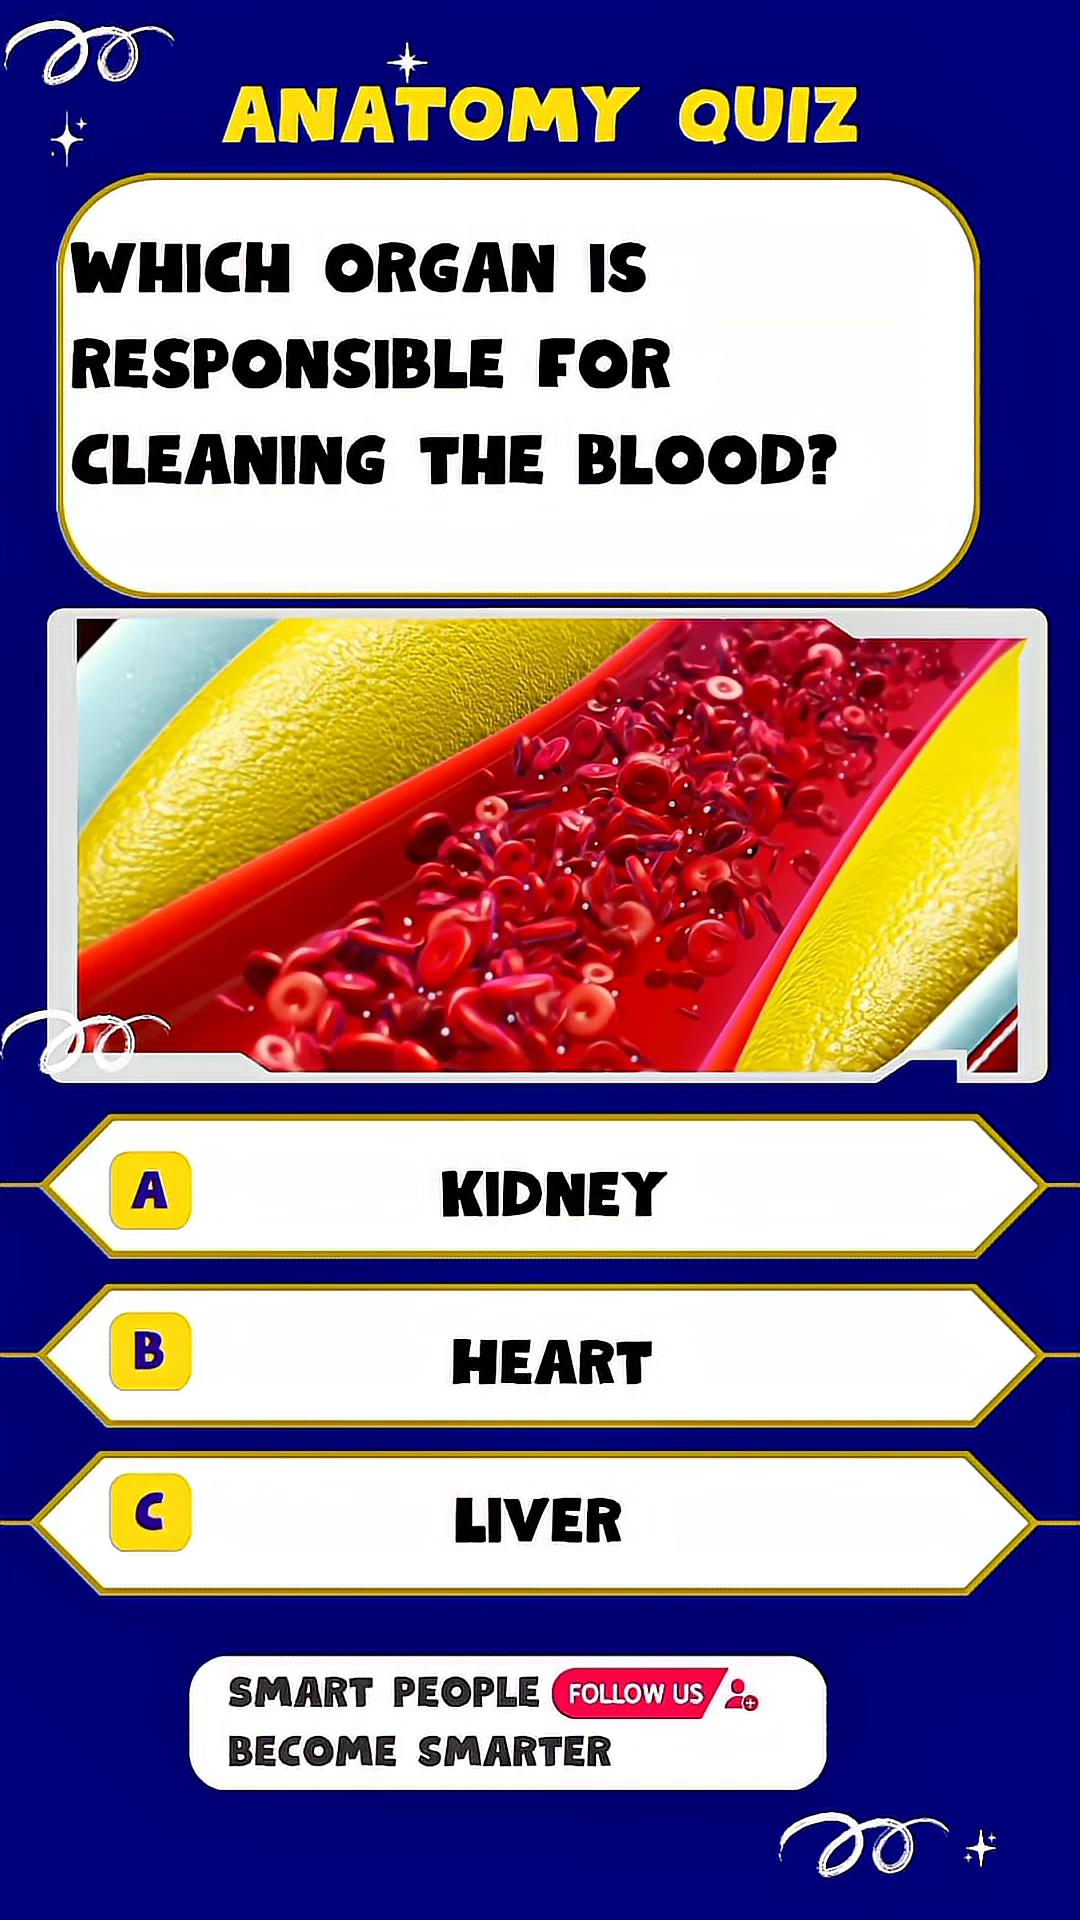 ANATOMY QUIZ
WHICH ORGAN IS
RESPONSIBLE FOR
CLEANING THE BLOOD?
A KIDNEY
B HEART
C LIVER
SMART PEOPLE FOLLOW US
BECOME SMARTER